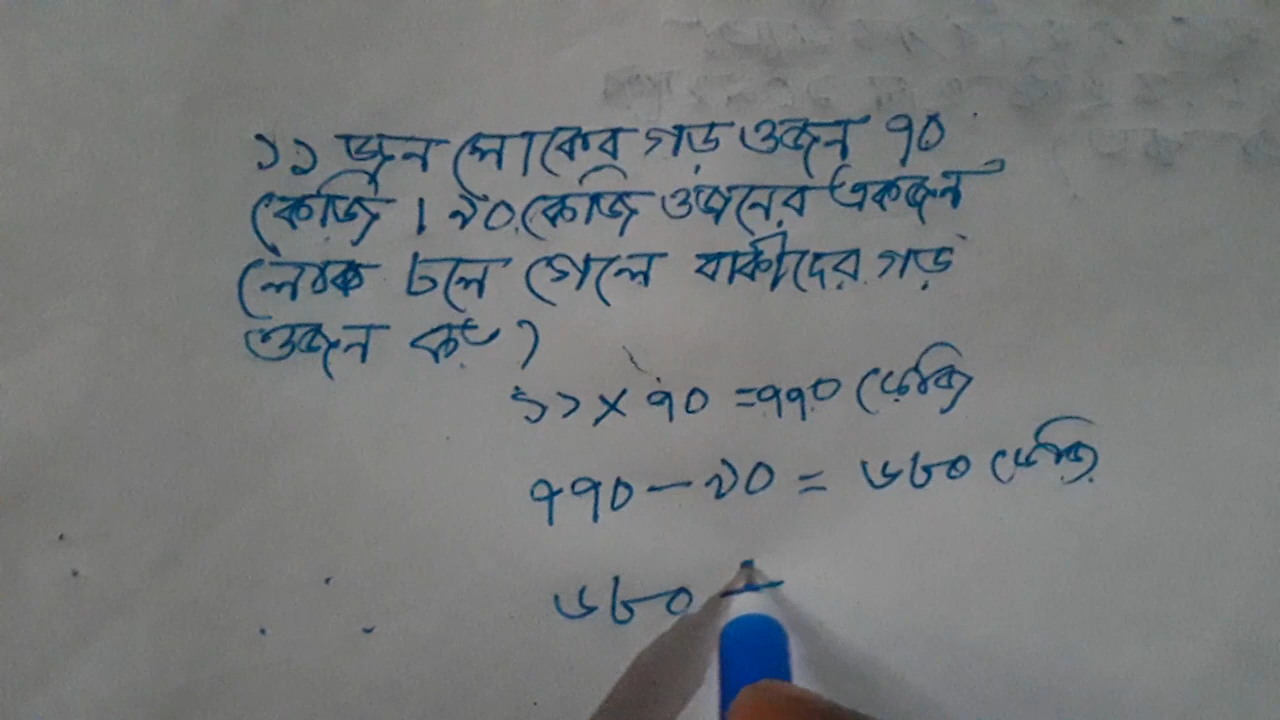 ১১ জন লোকের গড় ওজন ৭০
কেজি । ৯০ কেজি ওজনের একজন
লোক চলে গেলে বাকীদের গড়
ওজন কত ?
১১ × ৭০ = ৭৭০ কেজি
৭৭০ – ৯০ = ৬৮০ কেজি
৬৮০ ÷